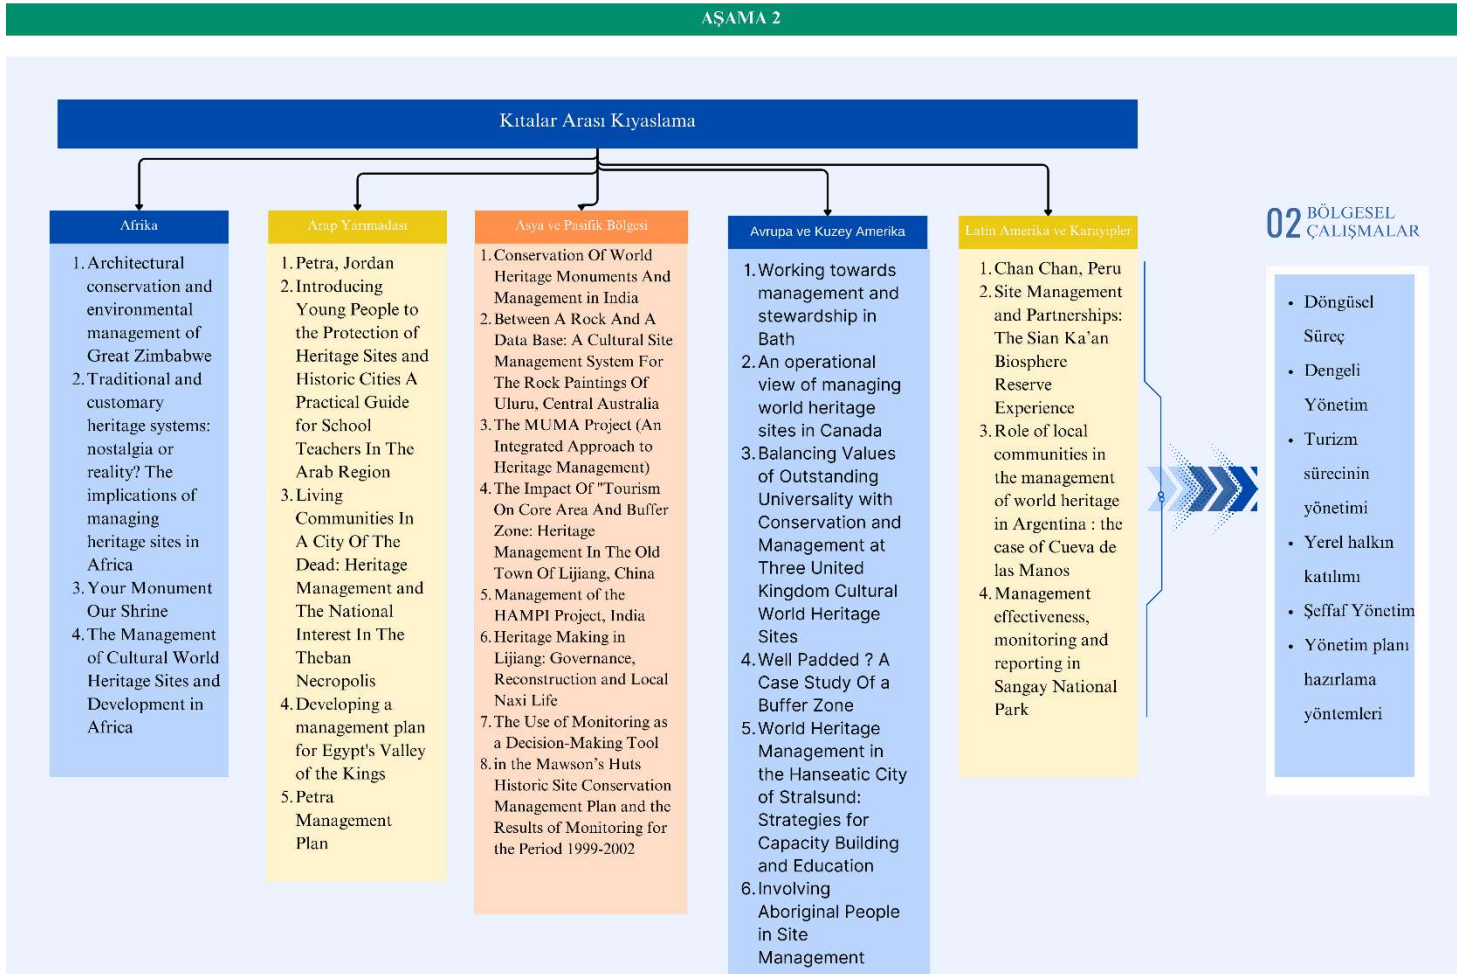 AŞAMA 2
Kıtalar Arası Kıyaslama
Afrika
1. Architectural
conservation and
environmental
management of
Great Zimbabwe
2. Traditional and
customary
heritage systems:
nostalgia or
reality? The
implications of
managing
heritage sites in
Africa
3. Your Monument
Our Shrine
4. The Management
of Cultural World
Heritage Sites and
Development in
Africa
Arap Yarımadası
1. Petra, Jordan
2. Introducing
Young People to
the Protection of
Heritage Sites and
Historic Cities A
Practical Guide
for School
Teachers In The
Arab Region
3. Living
Communities In
A City Of The
Dead: Heritage
Management and
The National
Interest In The
Theban
Necropolis
4. Developing a
management plan
for Egypt's Valley
of the Kings
5. Petra
Management
Plan
Asya ve Pasifik Bölgesi
1. Conservation Of World
Heritage Monuments And
Management in India
2. Between A Rock And A
Data Base: A Cultural Site
Management System For
The Rock Paintings Of
Uluru, Central Australia
3. The MUMA Project (An
Integrated Approach to
Heritage Management)
4. The Impact Of "Tourism
On Core Area And Buffer
Zone: Heritage
Management In The Old
Town Of Lijiang, China
5. Management of the
HAMPI Project, India
6. Heritage Making in
Lijiang: Governance,
Reconstruction and Local
Naxi Life
7. The Use of Monitoring as
a Decision-Making Tool
8. in the Mawson's Huts
Historic Site Conservation
Management Plan and the
Results of Monitoring for
the Period 1999-2002
Avrupa ve Kuzey Amerika
1. Working towards
management and
stewardship in
Bath
2. An operational
view of managing
world heritage
sites in Canada
3. Balancing Values
of Outstanding
Universality with
Conservation and
Management at
Three United
Kingdom Cultural
World Heritage
Sites
4. Well Padded ? A
Case Study Of a
Buffer Zone
5. World Heritage
Management in
the Hanseatic City
of Stralsund:
Strategies for
Capacity Building
and Education
6. Involving
Aboriginal People
in Site
Management
Latin Amerika ve Karayipler
1. Chan Chan, Peru
2. Site Management
and Partnerships:
The Sian Ka'an
Biosphere
Reserve
Experience
3. Role of local
communities in
the management
of world heritage
in Argentina : the
case of Cueva de
las Manos
4. Management
effectiveness,
monitoring and
reporting in
Sangay National
Park
02 BÖLGESEL
ÇALIŞMALAR
• Döngüsel
Süreç
• Dengeli
Yönetim
• Turizm
sürecinin
yönetimi
• Yerel halkın
katılımı
• Şeffaf Yönetim
• Yönetim planı
hazırlama
yöntemleri